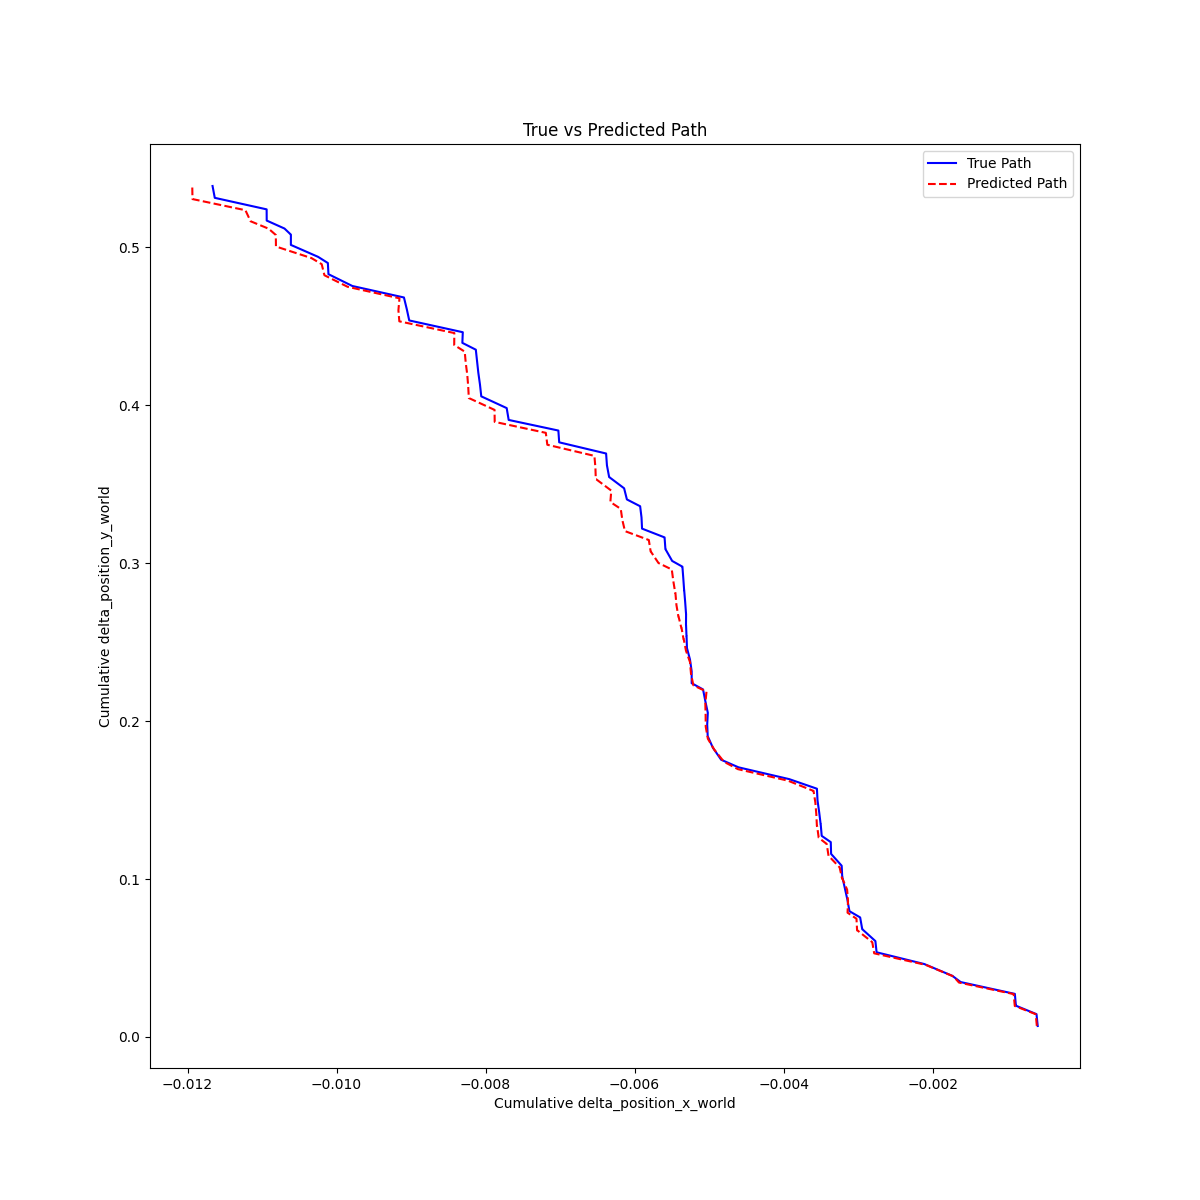 True vs Predicted Path
True Path
Predicted Path
0.5
0.4
0.3
0.2
0.1
0.0
Cumulative delta_position_y_world
−0.012
−0.010
−0.008
−0.006
−0.004
−0.002
Cumulative delta_position_x_world